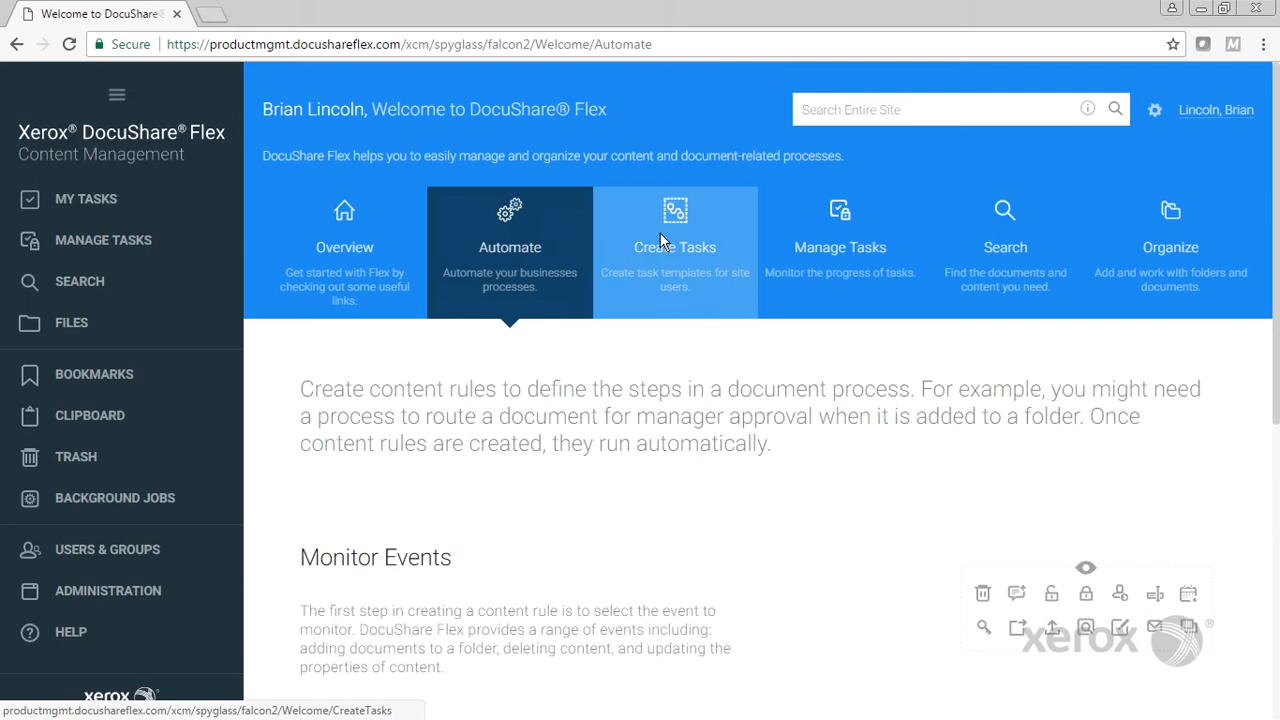 Welcome to DocuShare®
Secure
https://productmgmt.docushareflex.com/xcm/spyglass/falcon2/Welcome/Automate
Xerox® DocuShare® Flex
Content Management
MY TASKS
MANAGE TASKS
SEARCH
FILES
BOOKMARKS
CLIPBOARD
TRASH
BACKGROUND JOBS
USERS & GROUPS
ADMINISTRATION
HELP
xerox
Brian Lincoln, Welcome to DocuShare® Flex
Search Entire Site
Lincoln, Brian
DocuShare Flex helps you to easily manage and organize your content and document-related processes.
Overview
Get started with Flex by
checking out some useful
links.
Automate
Automate your businesses
processes.
Create Tasks
Create task templates for site
users.
Manage Tasks
Monitor the progress of tasks.
Search
Find the documents and
content you need.
Organize
Add and work with folders and
documents.
Create content rules to define the steps in a document process. For example, you might need
a process to route a document for manager approval when it is added to a folder. Once
content rules are created, they run automatically.
Monitor Events
The first step in creating a content rule is to select the event to
monitor. DocuShare Flex provides a range of events including:
adding documents to a folder, deleting content, and updating the
properties of content.
xerox®
productmgmt.docushareflex.com/xcm/spyglass/falcon2/Welcome/CreateTasks